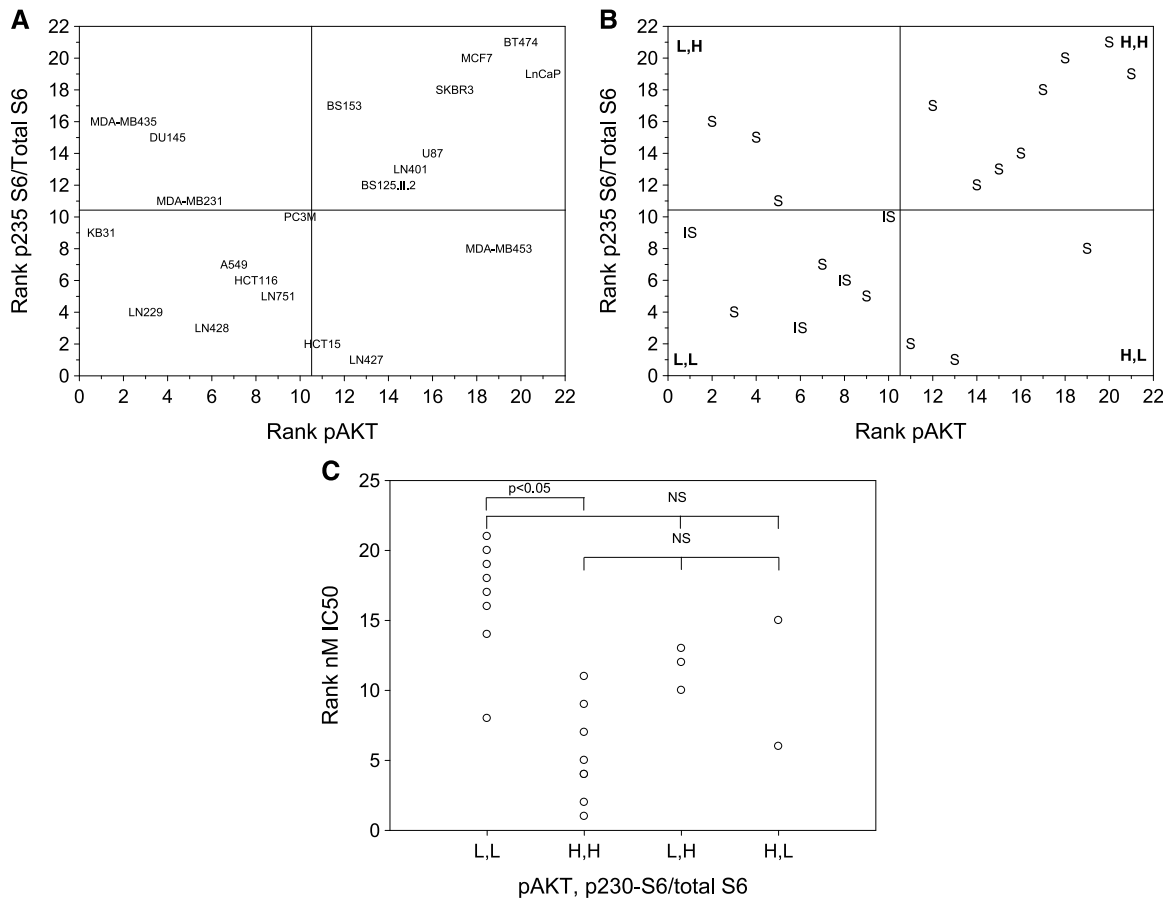 A
Rank p235 S6/Total S6
22
20
18
16
14
12
10
8
6
4
2
0
BT474
MCF7
LnCaP
SKBR3
BS153
MDA-MB435
DU145
U87
LN401
BS125.II.2
MDA-MB231
PC3M
KB31
MDA-MB453
A549
HCT116
LN751
LN229
LN428
HCT15
LN427
0 2 4 6 8 10 12 14 16 18 20 22
Rank pAKT
B
Rank p235 S6/Total S6
22
20
18
16
14
12
10
8
6
4
2
0
L,H
H,H
S
S
S
S
S
S
S
S
S
S
S
IS
IS
S
S
IS
S
S
IS
S
S
L,L
H,L
0 2 4 6 8 10 12 14 16 18 20 22
Rank pAKT
C
Rank nM IC50
25
20
15
10
5
0
p<0.05
NS
NS
L,L H,H L,H H,L
pAKT, p230-S6/total S6